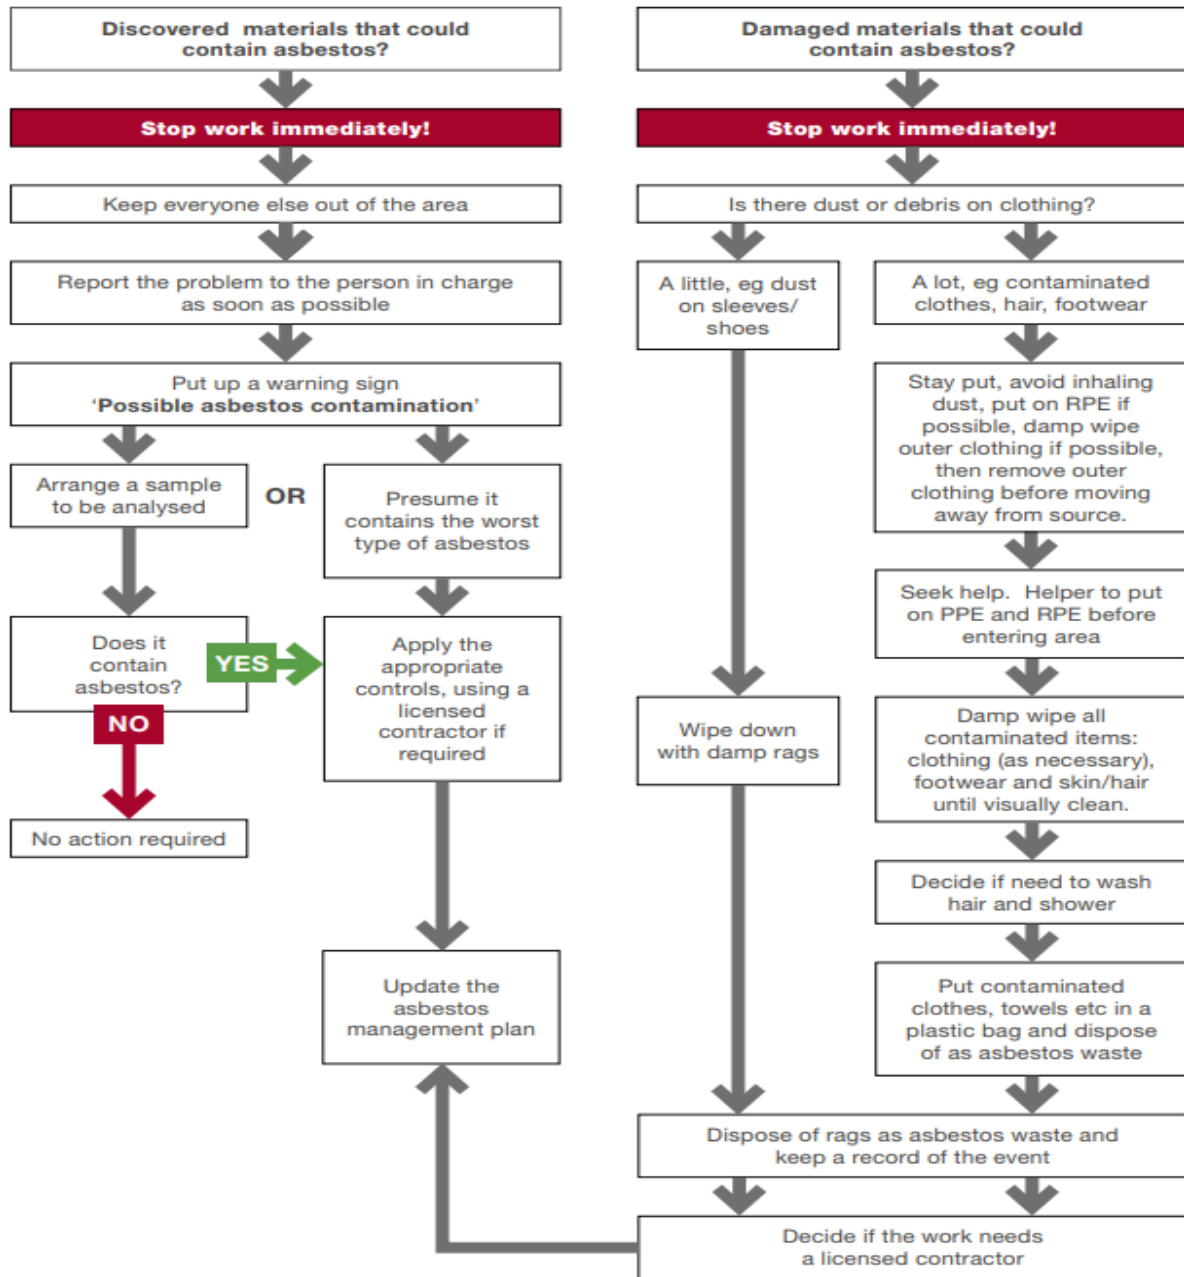 Discovered materials that could
contain asbestos?
Stop work immediately!
Keep everyone else out of the area
Report the problem to the person in charge
as soon as possible
Put up a warning sign
‘Possible asbestos contamination’
Arrange a sample
to be analysed
OR
Presume it
contains the worst
type of asbestos
Does it
contain
asbestos?
YES
NO
No action required
Apply the
appropriate
controls, using a
licensed
contractor if
required
Update the
asbestos
management plan
Damaged materials that could
contain asbestos?
Stop work immediately!
Is there dust or debris on clothing?
A little, eg dust
on sleeves/
shoes
Wipe down
with damp rags
A lot, eg contaminated
clothes, hair, footwear
Stay put, avoid inhaling
dust, put on RPE if
possible, damp wipe
outer clothing if possible,
then remove outer
clothing before moving
away from source.
Seek help. Helper to put
on PPE and RPE before
entering area
Damp wipe all
contaminated items:
clothing (as necessary),
footwear and skin/hair
until visually clean.
Decide if need to wash
hair and shower
Put contaminated
clothes, towels etc in a
plastic bag and dispose
of as asbestos waste
Dispose of rags as asbestos waste and
keep a record of the event
Decide if the work needs
a licensed contractor